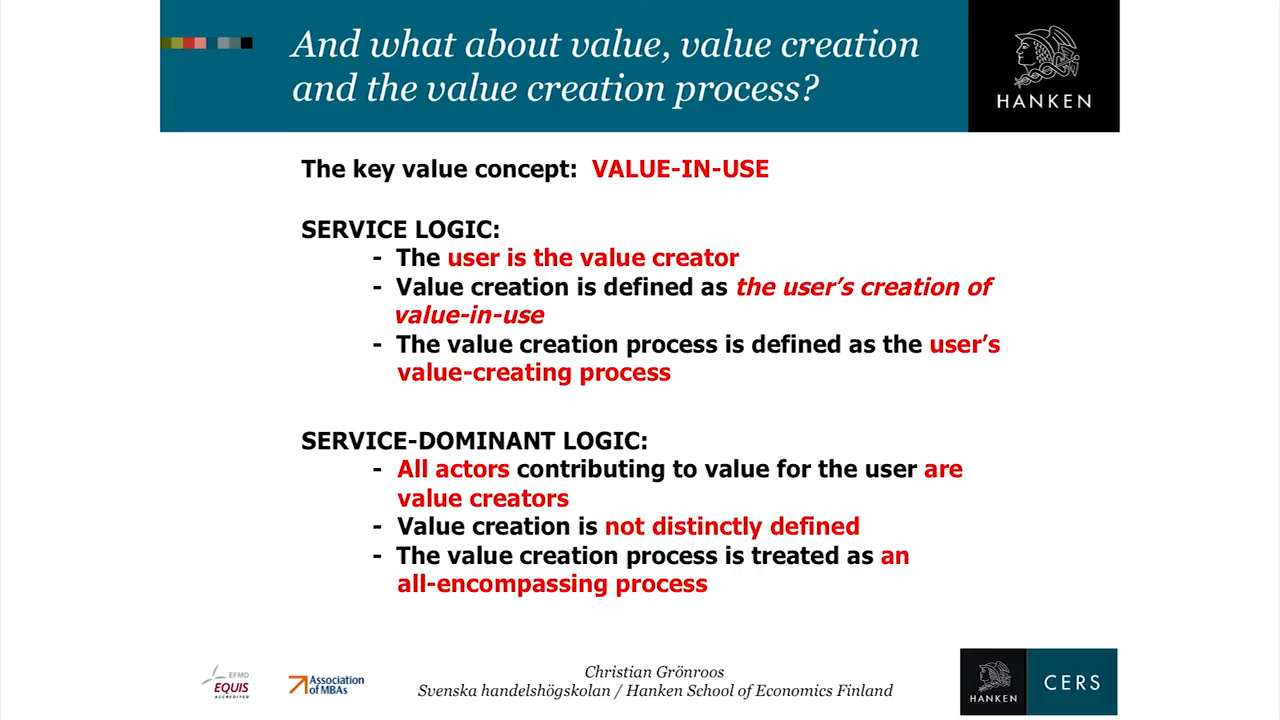 And what about value, value creation
and the value creation process?
HANKEN
The key value concept: VALUE-IN-USE
SERVICE LOGIC:
- The user is the value creator
- Value creation is defined as the user’s creation of
value-in-use
- The value creation process is defined as the user’s
value-creating process
SERVICE-DOMINANT LOGIC:
- All actors contributing to value for the user are
value creators
- Value creation is not distinctly defined
- The value creation process is treated as an
all-encompassing process
EFMD
EQUIS
ACCREDITED
Association
of MBAs
Christian Grönroos
Svenska handelshögskolan / Hanken School of Economics Finland
HANKEN
CERS